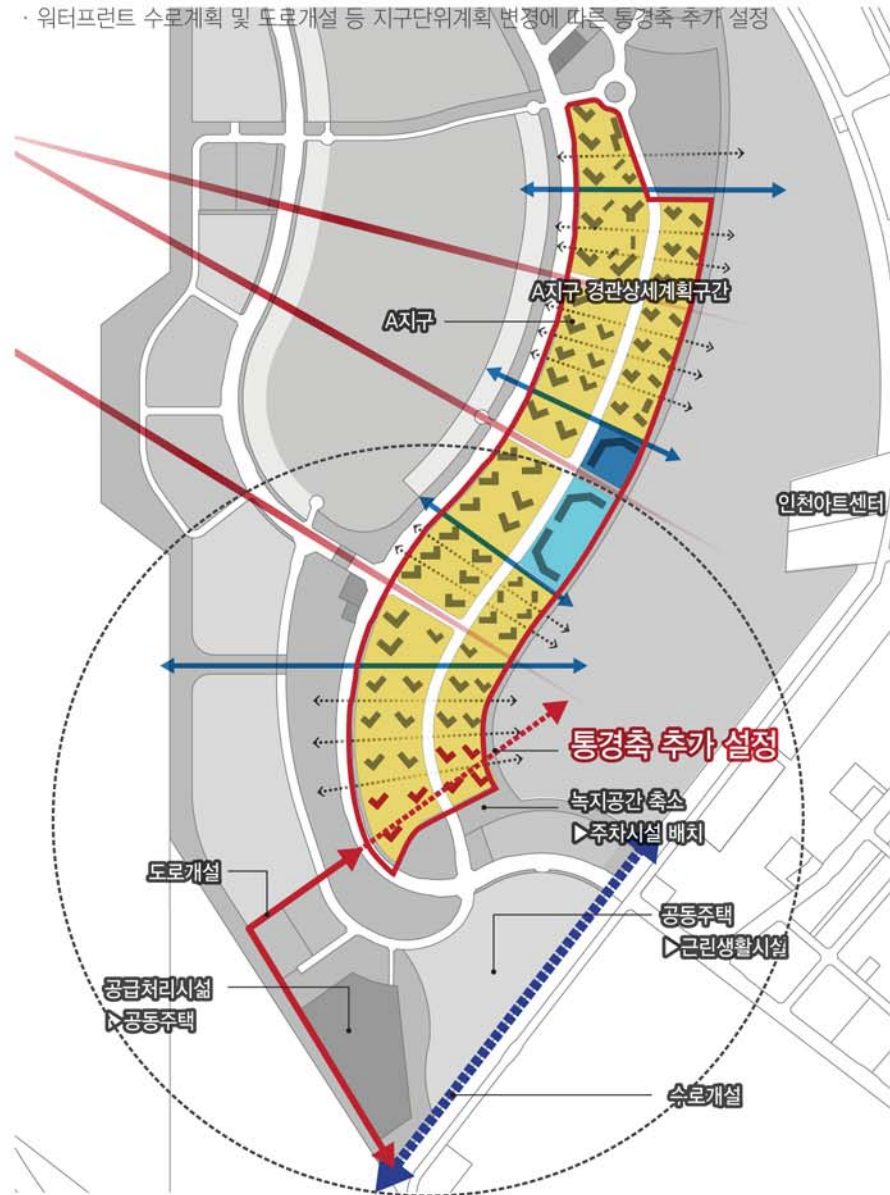 · 워터프런트 수로계획 및 도로개설 등 지구단위계획 변경에 따른 통경축 추가 설정
A지구 경관상세계획구간
A지구
인천아트센터
통경축 추가 설정
녹지공간 축소
▶주차시설 배치
도로개설
공동주택
▶근린생활시설
공급처리시섦
▶공동주택
수로개설